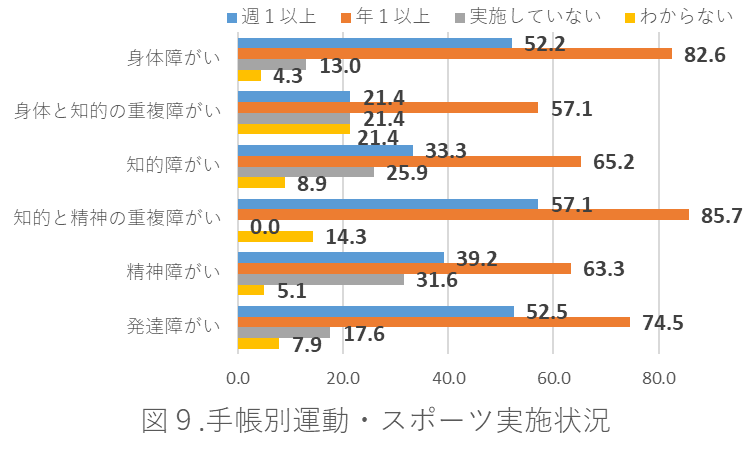 週１以上 年１以上 実施していない わからない
身体障がい
52.2
82.6
13.0
4.3
身体と知的の重複障がい
21.4
57.1
21.4
21.4
知的障がい
33.3
65.2
25.9
8.9
知的と精神の重複障がい
57.1
85.7
0.0
14.3
精神障がい
39.2
63.3
31.6
5.1
発達障がい
52.5
74.5
17.6
7.9
0.0 20.0 40.0 60.0 80.0
図９.手帳別運動・スポーツ実施状況